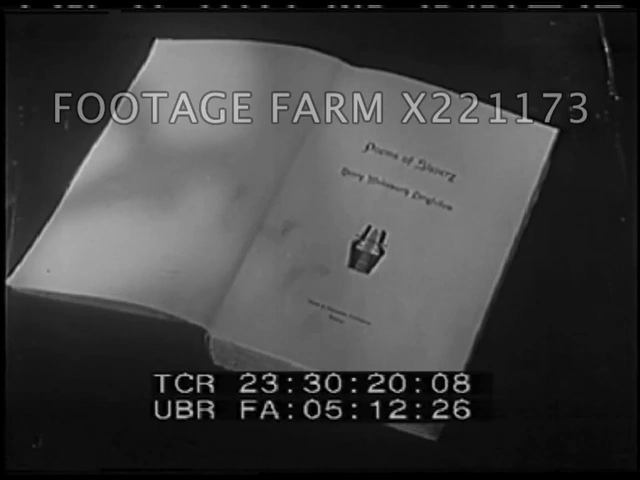 FOOTAGE FARM X221173
Poems of Slavery
Henry Wadsworth Longfellow
TCR 23:30:20:08
UBR FA:05:12:26